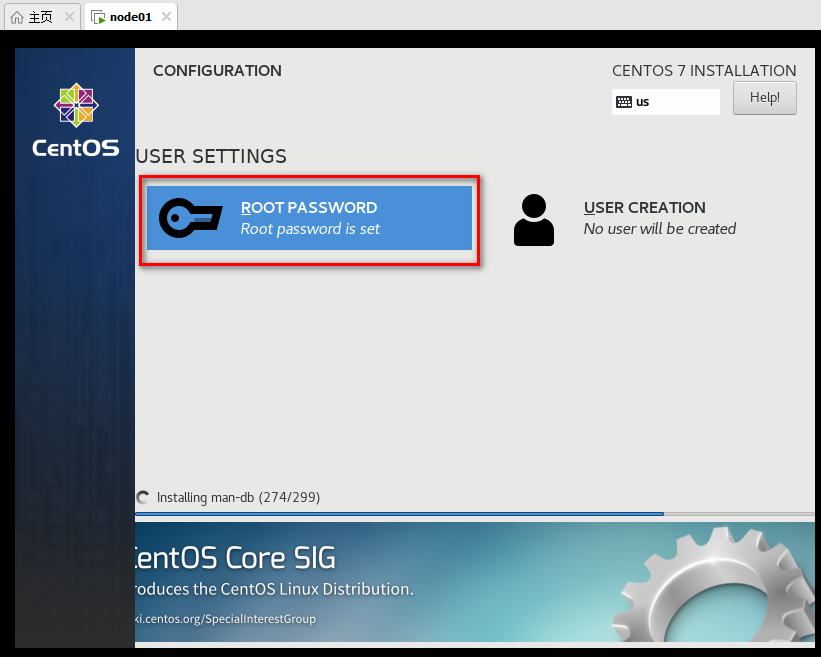 主页
node01
CentOS
CONFIGURATION
CENTOS 7 INSTALLATION
us
Help!
USER SETTINGS
ROOT PASSWORD
Root password is set
USER CREATION
No user will be created
Installing man-db (274/299)
entOS Core SIG
roduces the CentOS Linux Distribution.
ki.centos.org/SpecialInterestGroup